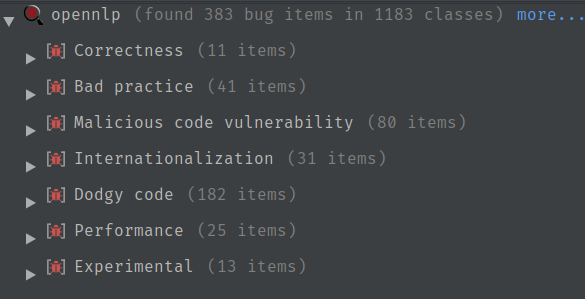 opennlp (found 383 bug items in 1183 classes) more...
Correctness (11 items)
Bad practice (41 items)
Malicious code vulnerability (80 items)
Internationalization (31 items)
Dodgy code (182 items)
Performance (25 items)
Experimental (13 items)